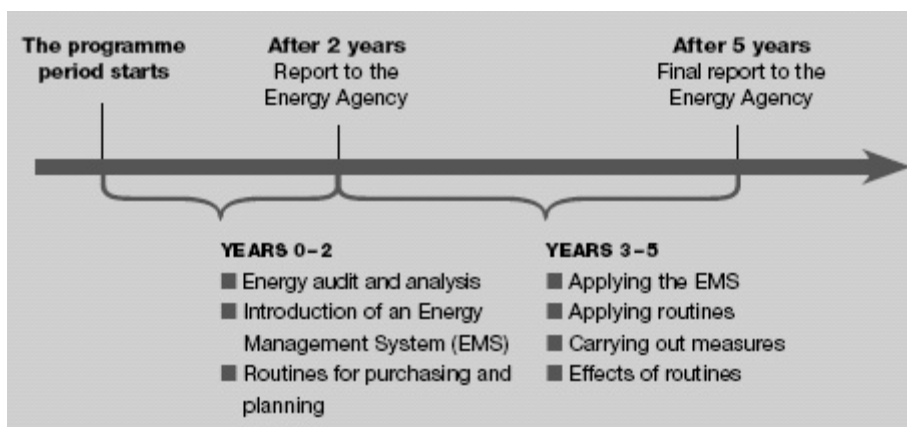 The programme
period starts
After 2 years
Report to the
Energy Agency
After 5 years
Final report to the
Energy Agency
YEARS 0–2
Energy audit and analysis
Introduction of an Energy
Management System (EMS)
Routines for purchasing and
planning
YEARS 3–5
Applying the EMS
Applying routines
Carrying out measures
Effects of routines